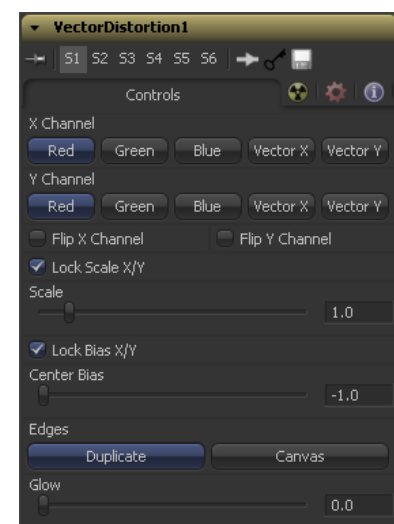 VectorDistortion1
S1 S2 S3 S4 S5 S6
Controls
X Channel
Red Green Blue Vector X Vector Y
Y Channel
Red Green Blue Vector X Vector Y
Flip X Channel Flip Y Channel
Lock Scale X/Y
Scale
1.0
Lock Bias X/Y
Center Bias
-1.0
Edges
Duplicate Canvas
Glow
0.0